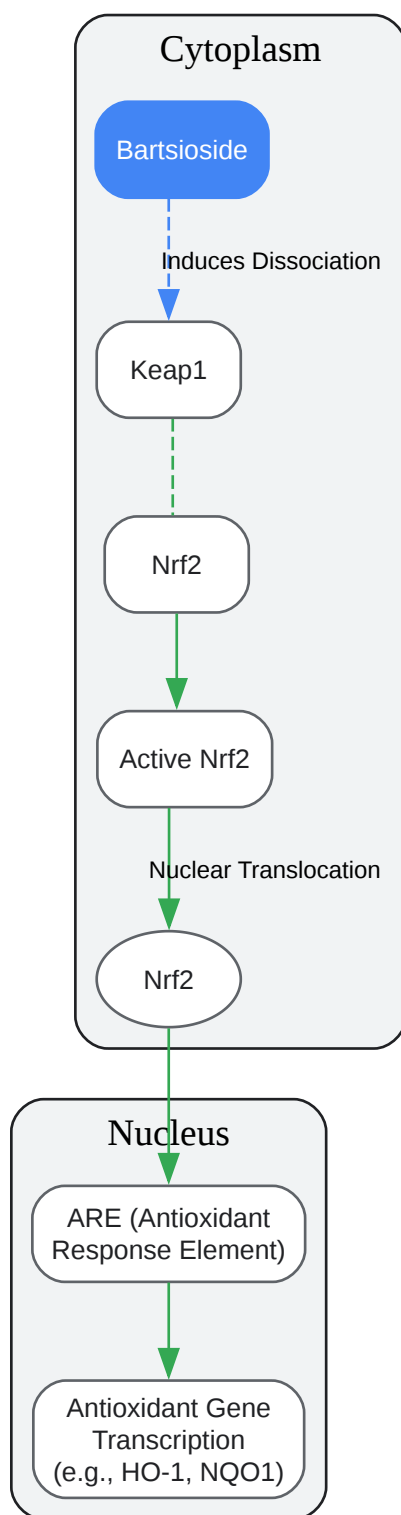 Cytoplasm
Bartsioside
Induces Dissociation
Keap1
Nrf2
Active Nrf2
Nuclear Translocation
Nrf2
Nucleus
ARE (Antioxidant
Response Element)
Antioxidant Gene
Transcription
(e.g., HO-1, NQO1)